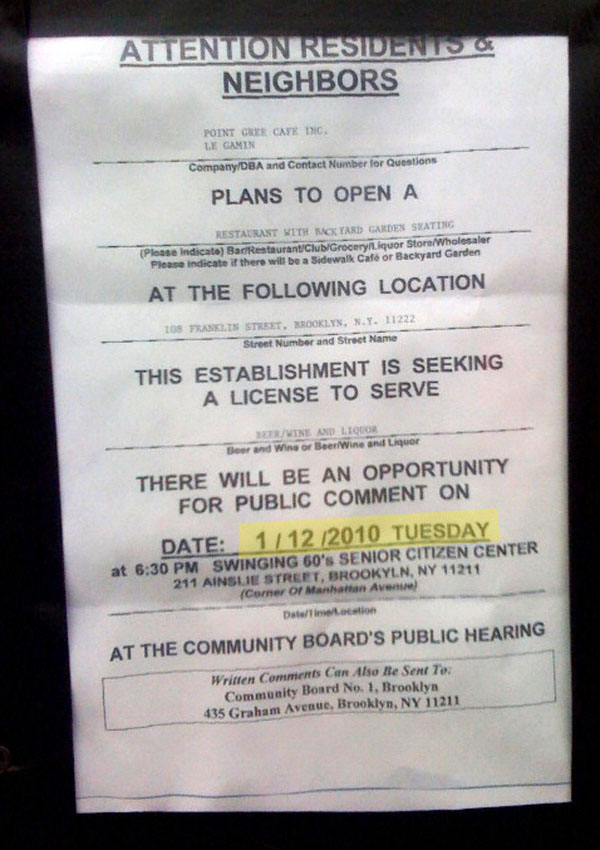 ATTENTION RESIDENTS &
NEIGHBORS
POINT GREE CAFE INC.
LE GAMIN
Company/DBA and Contact Number for Questions
PLANS TO OPEN A
RESTAURANT WITH BACKYARD GARDEN SEATING
(Please Indicate) Bar/Restaurant/Club/Grocery/Liquor Store/Wholesaler
Please Indicate if there will be a Sidewalk Café or Backyard Garden
AT THE FOLLOWING LOCATION
108 FRANKLIN STREET, BROOKLYN, N.Y. 11222
Street Number and Street Name
THIS ESTABLISHMENT IS SEEKING
A LICENSE TO SERVE
BEER/WINE AND LIQUOR
Beer and Wine or Beer/Wine and Liquor
THERE WILL BE AN OPPORTUNITY
FOR PUBLIC COMMENT ON
DATE: 1 / 12 /2010 TUESDAY
at 6:30 PM SWINGING 60's SENIOR CITIZEN CENTER
211 AINSLIE STREET, BROOKYLN, NY 11211
(Corner Of Manhattan Avenue)
Date/Time/Location
AT THE COMMUNITY BOARD'S PUBLIC HEARING
Written Comments Can Also Be Sent To:
Community Board No. 1, Brooklyn
435 Graham Avenue, Brooklyn, NY 11211